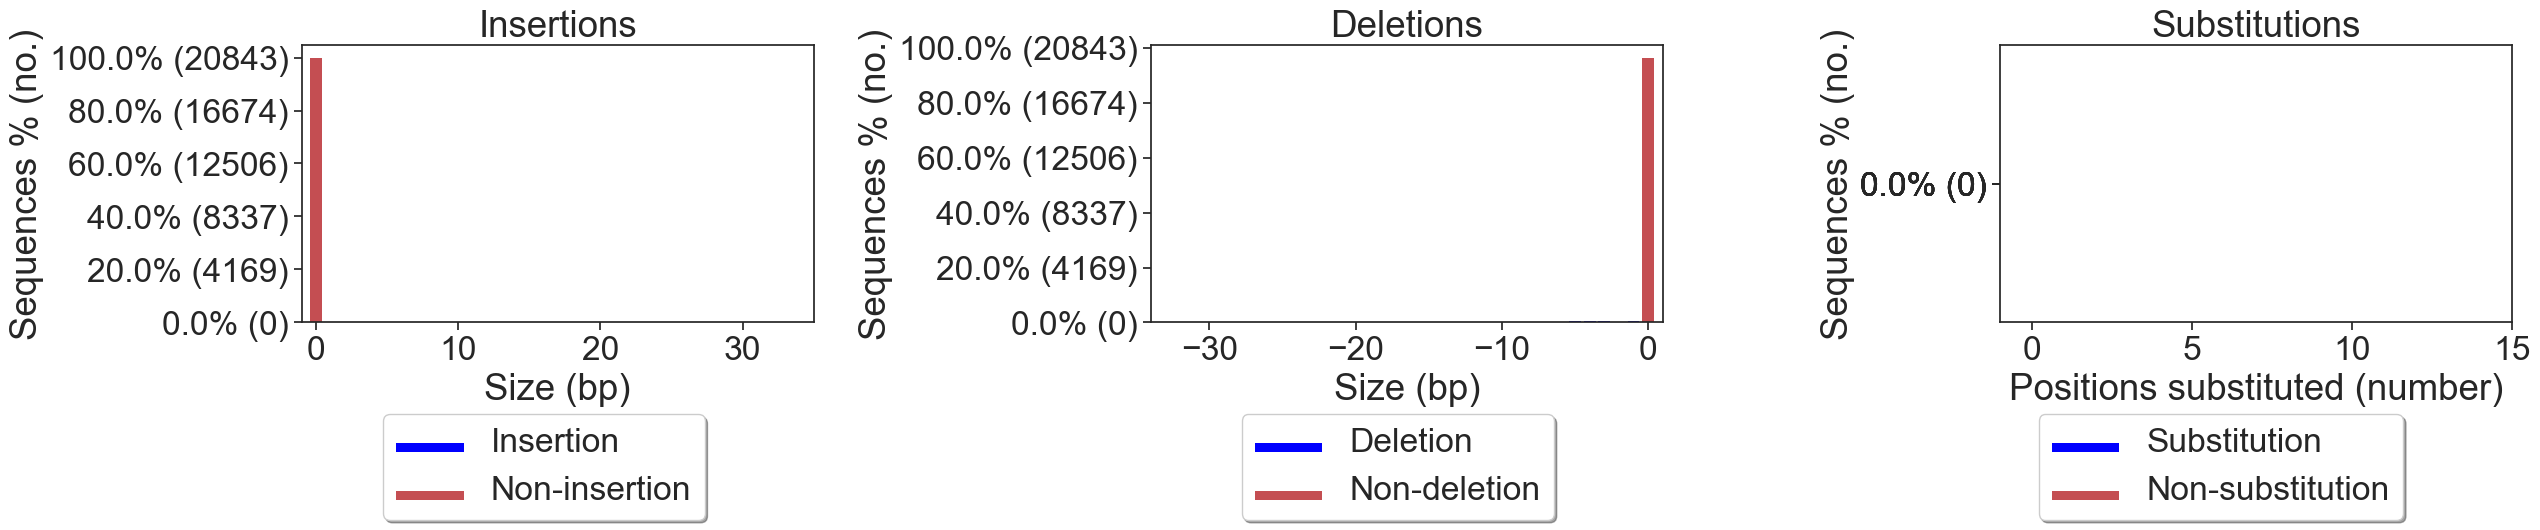 Insertions
Sequences % (no.)
100.0% (20843)
80.0% (16674)
60.0% (12506)
40.0% (8337)
20.0% (4169)
0.0% (0)
0 10 20 30
Size (bp)
Insertion
Non-insertion
Deletions
Sequences % (no.)
100.0% (20843)
80.0% (16674)
60.0% (12506)
40.0% (8337)
20.0% (4169)
0.0% (0)
−30 −20 −10 0
Size (bp)
Deletion
Non-deletion
Substitutions
Sequences % (no.)
0.0% (0)
0 5 10 15
Positions substituted (number)
Substitution
Non-substitution